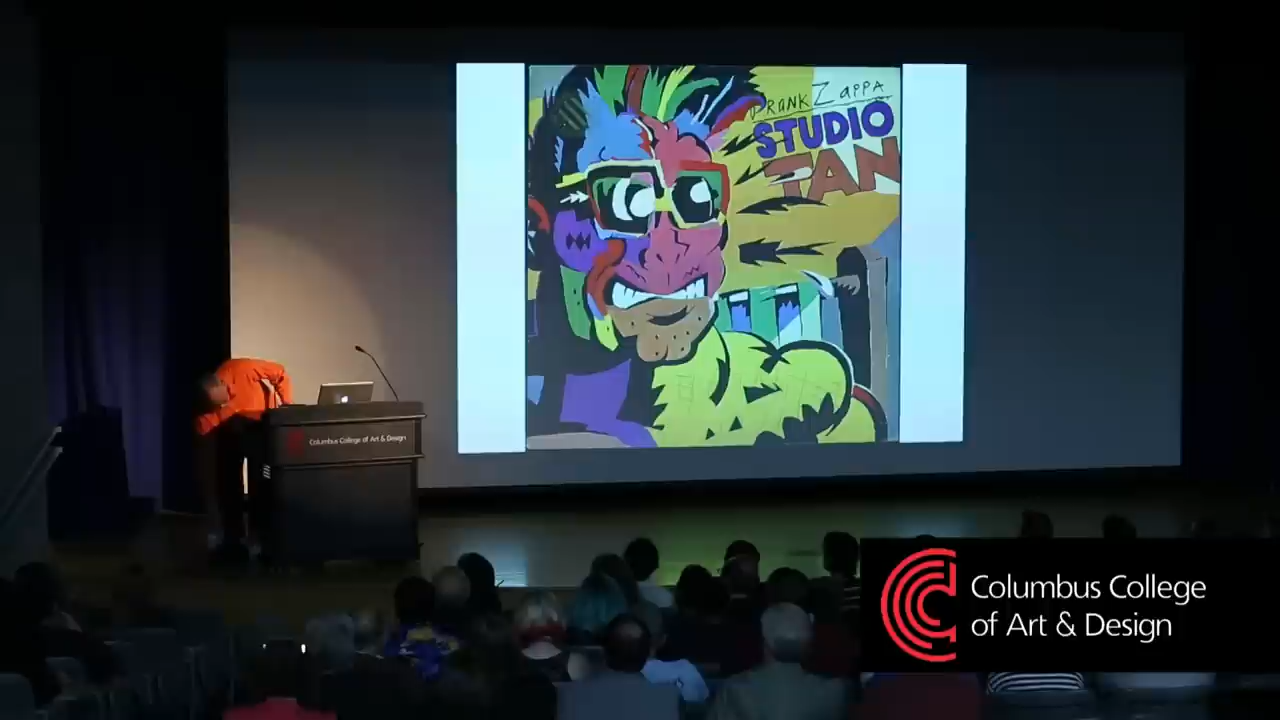 FRANK ZAPPA
STUDIO
TAN
Columbus College of Art & Design
Columbus College
of Art & Design